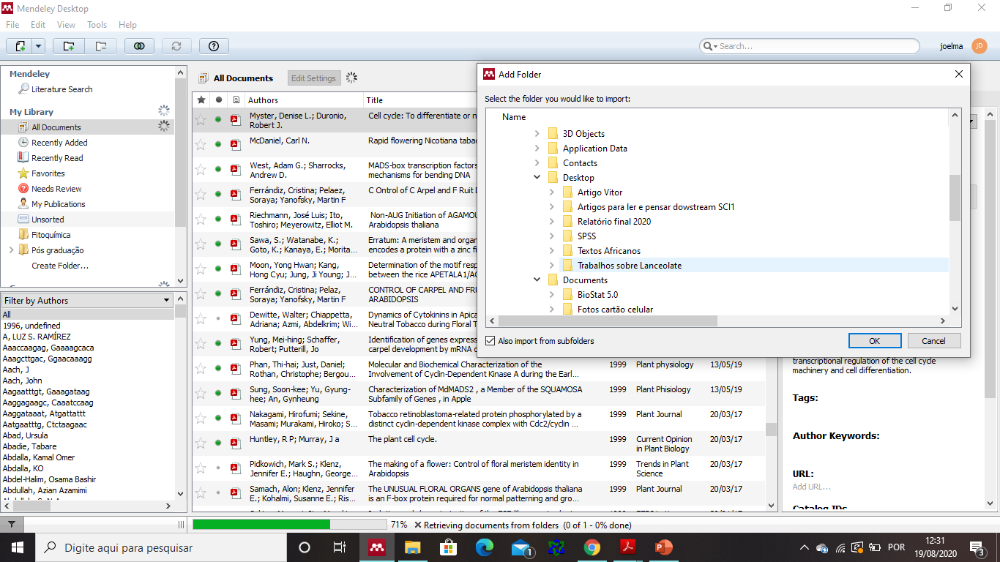 Mendeley Desktop
File Edit View Tools Help
Search...
joelma
JD
Mendeley
Literature Search
My Library
All Documents
Recently Added
Recently Read
Favorites
Needs Review
My Publications
Unsorted
Fitoquímica
Pós graduação
Create Folder...
Filter by Authors
All
1996, undefined
A, LUZ S. RAMÍREZ
Aaaccaagag, Gaaaagcaca
Aaagcttgac, Ggaacaaagg
Aach, J
Aach, John
Aagaatttgt, Gaaagataag
Aaggagaagc, Caaatccaag
Aaggataaat, Atgattattt
Aatgaatttg, Ctctaagaac
Abad, Ursula
Abadie, Tabare
Abdalla, Kamal Omer
Abdalla, KO
Abdel-Halim, Osama Bashir
Abdullah, Azian Azamimi
All Documents
Edit Settings
Authors Title
Myster, Denise L.; Duronio, Robert J. Cell cycle: To differentiate or n
McDaniel, Carl N. Rapid flowering Nicotiana tabac
West, Adam G.; Sharrocks, Andrew D. MADS-box transcription factors mechanisms for bending DNA
Ferrándiz, Cristina; Pelaez, Soraya; Yanofsky, Martin F C Ontrol of C Arpel and F Ruit D
Riechmann, José Luis; Ito, Toshiro; Meyerowitz, Elliot M. Non-AUG Initiation of AGAMOU Arabidopsis thaliana
Sawa, S.; Watanabe, K.; Goto, K.; Kanaya, E.; Morita... Erratum: A meristem and organ encodes a protein with a zinc fi
Moon, Yong Hwan; Kang, Hong Cyu; Jung, Ji Young; J... Determination of the motif resp between the rice APETALA1/AG
Ferrándiz, Cristina; Pelaz, Soraya; Yanofsky, Martin F CONTROL OF CARPEL AND FRU ARABIDOPSIS
Dewitte, Walter; Chiappetta, Adriana; Azmi, Abdelkrim; Wi... Dynamics of Cytokinins in Apica Neutral Tobacco during Floral T
Yung, Mei-hing; Schaffer, Robert; Putterill, Jo Identification of genes express carpel development by mRNA d
Phan, Thi-hai; Just, Daniel; Rothan, Christophe; Bergou... Molecular and Biochemical Characterization of the Involvement of Cyclin-Dependent Kinase A during the Earl... 1999 Plant physiology 13/05/19
Sung, Soon-kee; Yu, Gyung-hee; An, Gynheung Characterization of MdMADS2 , a Member of the SQUAMOSA Subfamily of Genes , in Apple 1999 Plant Phisiology 20/03/17
Nakagami, Hirofumi; Sekine, Masami; Murakami, Hiroko; S... Tobacco retinoblastoma-related protein phosphorylated by a distinct cyclin-dependent kinase complex with Cdc2/cyclin ... 1999 Plant Journal 20/03/17
Huntley, R P; Murray, J a The plant cell cycle. 1999 Current Opinion in Plant Biology 20/03/17
Pidkowich, Mark S.; Klenz, Jennifer E.; Haughn, George... The making of a flower: Control of floral meristem identity in Arabidopsis 1999 Trends in Plant Science 20/03/17
Samach, Alon; Klenz, Jennifer E.; Kohalmi, Susanne E.; Ris... The UNUSUAL FLORAL ORGANS gene of Arabidopsis thaliana is an F-box protein required for normal patterning and gro... 1999 Plant Journal 20/03/17
Add Folder
Select the folder you would like to import:
Name
3D Objects
Application Data
Contacts
Desktop
Artigo Vitor
Artigos para ler e pensar dowstream SCI1
Relatório final 2020
SPSS
Textos Africanos
Trabalhos sobre Lanceolate
Documents
BioStat 5.0
Fotos cartão celular
Also import from subfolders
OK
Cancel
transcriptional regulation of the cell cycle
machinery and cell differentiation.
Tags:
Author Keywords:
URL:
Add URL...
Catalog IDs
71% Retrieving documents from folders (0 of 1 - 0% done)
Digite aqui para pesquisar
1
POR
12:31
19/08/2020
3